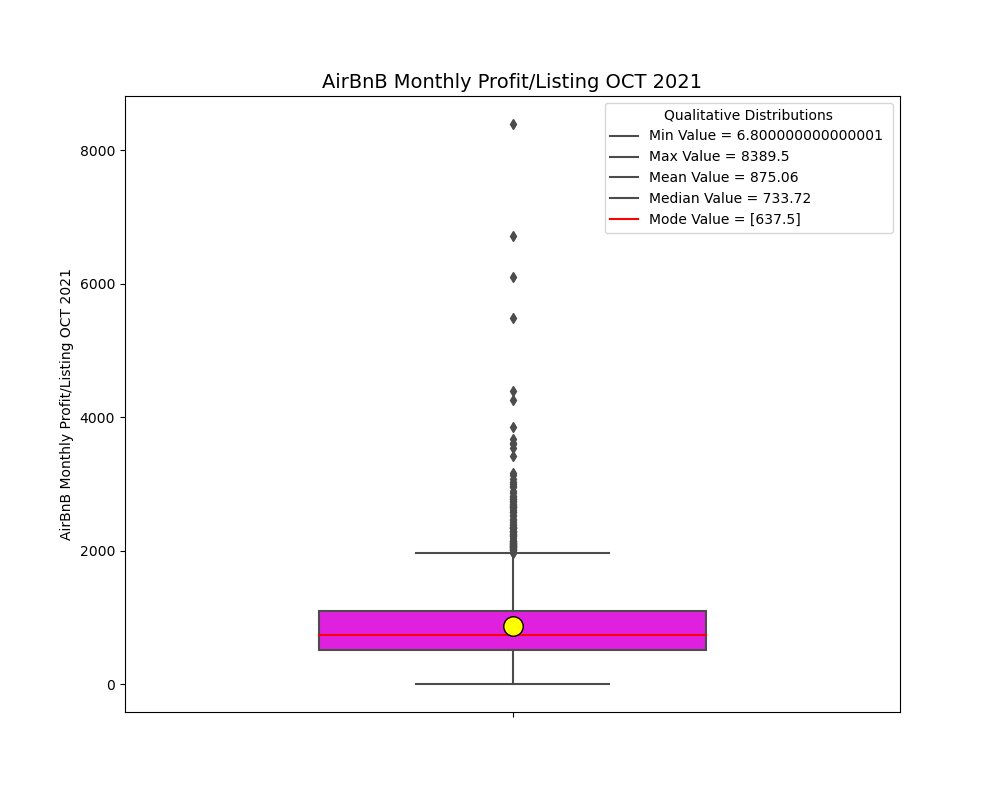 AirBnB Monthly Profit/Listing OCT 2021
Qualitative Distributions
Min Value = 6.800000000000001
Max Value = 8389.5
Mean Value = 875.06
Median Value = 733.72
Mode Value = [637.5]
AirBnB Monthly Profit/Listing OCT 2021
8000
6000
4000
2000
0